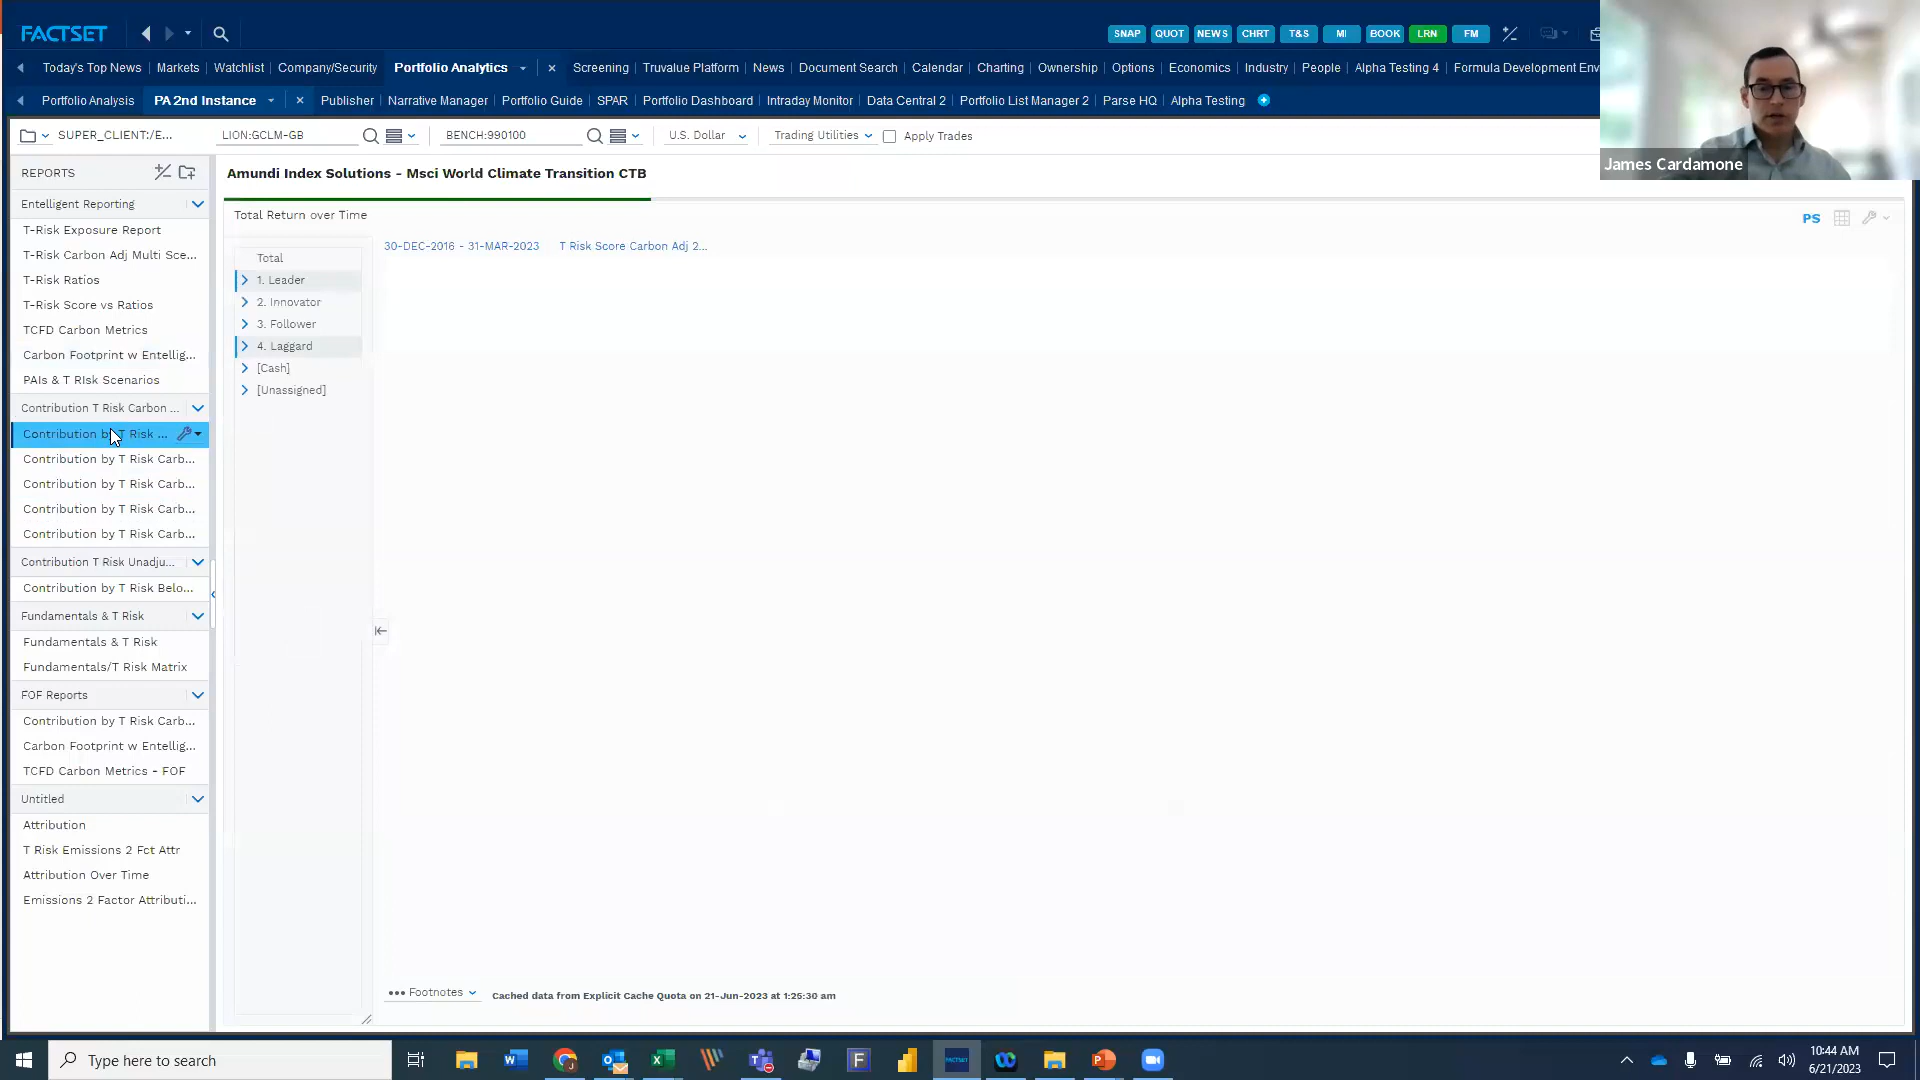 FACTSET
SNAP QUOT NEWS CHRT T&S MI BOOK LRN FM
Today's Top News Markets Watchlist Company/Security Portfolio Analytics Screening Truvalue Platform News Document Search Calendar Charting Ownership Options Economics Industry People Alpha Testing 4 Formula Development Env
Portfolio Analysis PA 2nd Instance Publisher Narrative Manager Portfolio Guide SPAR Portfolio Dashboard Intraday Monitor Data Central 2 Portfolio List Manager 2 Parse HQ Alpha Testing
SUPER_CLIENT:/E... LION:GCLM-GB BENCH:990100 U.S. Dollar Trading Utilities Apply Trades
James Cardamone
REPORTS
Entelligent Reporting
T-Risk Exposure Report
T-Risk Carbon Adj Multi Sce...
T-Risk Ratios
T-Risk Score vs Ratios
TCFD Carbon Metrics
Carbon Footprint w Entellig...
PAIs & T RIsk Scenarios
Contribution T Risk Carbon ...
Contribution by T Risk ...
Contribution by T Risk Carb...
Contribution by T Risk Carb...
Contribution by T Risk Carb...
Contribution by T Risk Carb...
Contribution T Risk Unadju...
Contribution by T Risk Belo...
Fundamentals & T Risk
Fundamentals & T Risk
Fundamentals/T Risk Matrix
FOF Reports
Contribution by T Risk Carb...
Carbon Footprint w Entellig...
TCFD Carbon Metrics - FOF
Untitled
Attribution
T Risk Emissions 2 Fct Attr
Attribution Over Time
Emissions 2 Factor Attributi...
Amundi Index Solutions - Msci World Climate Transition CTB
Total Return over Time
PS
30-DEC-2016 - 31-MAR-2023 T Risk Score Carbon Adj 2...
Total
1. Leader
2. Innovator
3. Follower
4. Laggard
[Cash]
[Unassigned]
Footnotes Cached data from Explicit Cache Quota on 21-Jun-2023 at 1:25:30 am
Type here to search
10:44 AM
6/21/2023